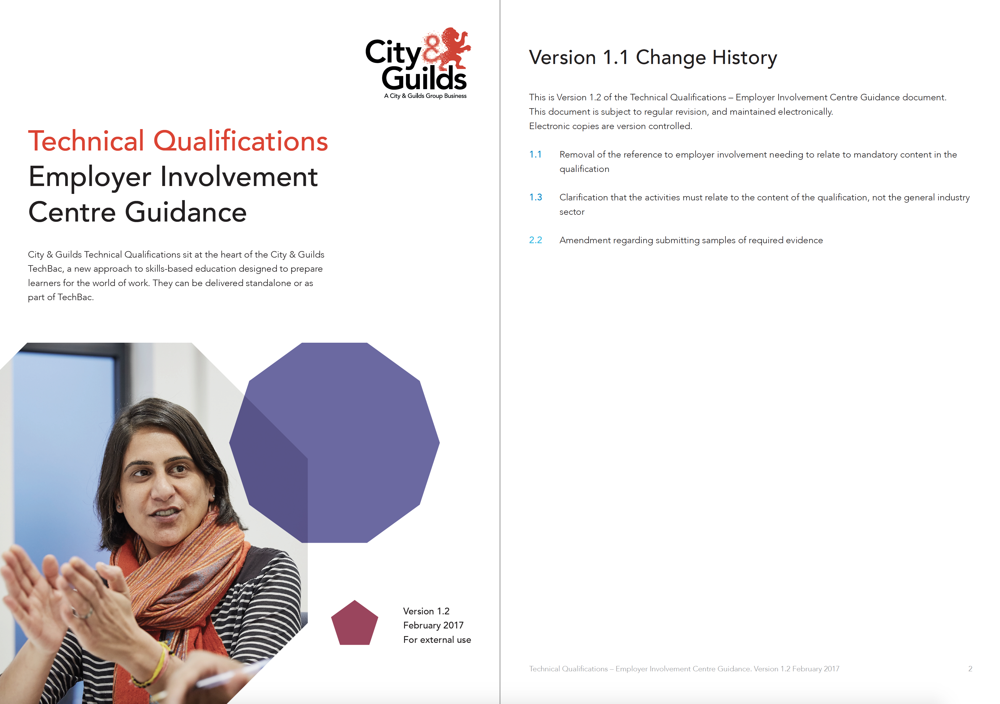 City &
Guilds
A City & Guilds Group Business
Technical Qualifications
Employer Involvement
Centre Guidance
City & Guilds Technical Qualifications sit at the heart of the City & Guilds
TechBac, a new approach to skills-based education designed to prepare
learners for the world of work. They can be delivered standalone or as
part of TechBac.
Version 1.2
February 2017
For external use
Version 1.1 Change History
This is Version 1.2 of the Technical Qualifications – Employer Involvement Centre Guidance document.
This document is subject to regular revision, and maintained electronically.
Electronic copies are version controlled.
1.1 Removal of the reference to employer involvement needing to relate to mandatory content in the
qualification
1.3 Clarification that the activities must relate to the content of the qualification, not the general industry
sector
2.2 Amendment regarding submitting samples of required evidence
Technical Qualifications – Employer Involvement Centre Guidance. Version 1.2 February 2017 2